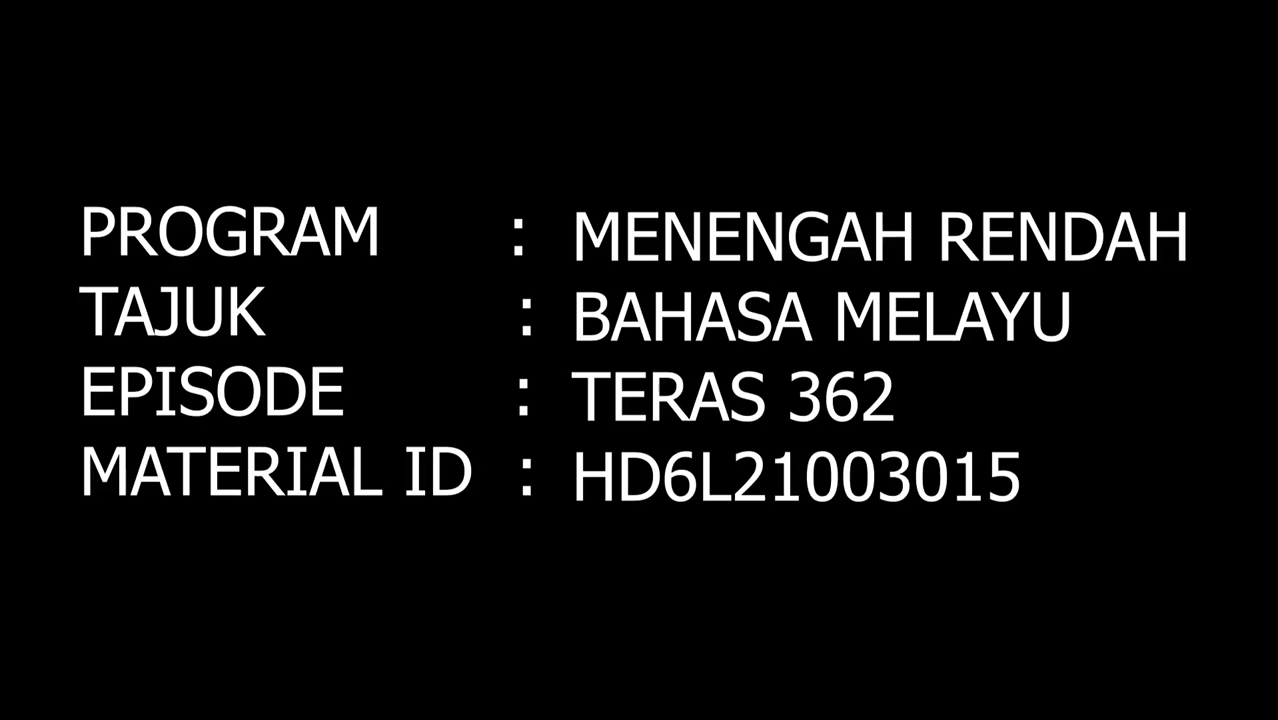 PROGRAM : MENENGAH RENDAH
TAJUK : BAHASA MELAYU
EPISODE : TERAS 362
MATERIAL ID : HD6L21003015